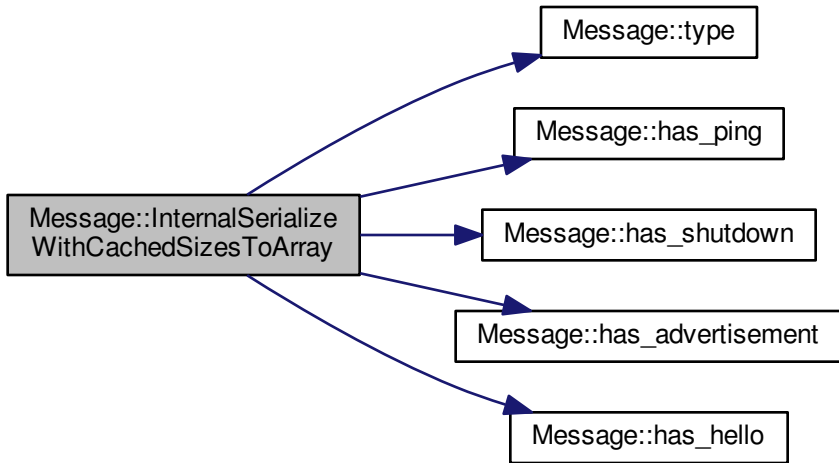 Message::type
Message::has_ping
Message::InternalSerialize
WithCachedSizesToArray
Message::has_shutdown
Message::has_advertisement
Message::has_hello